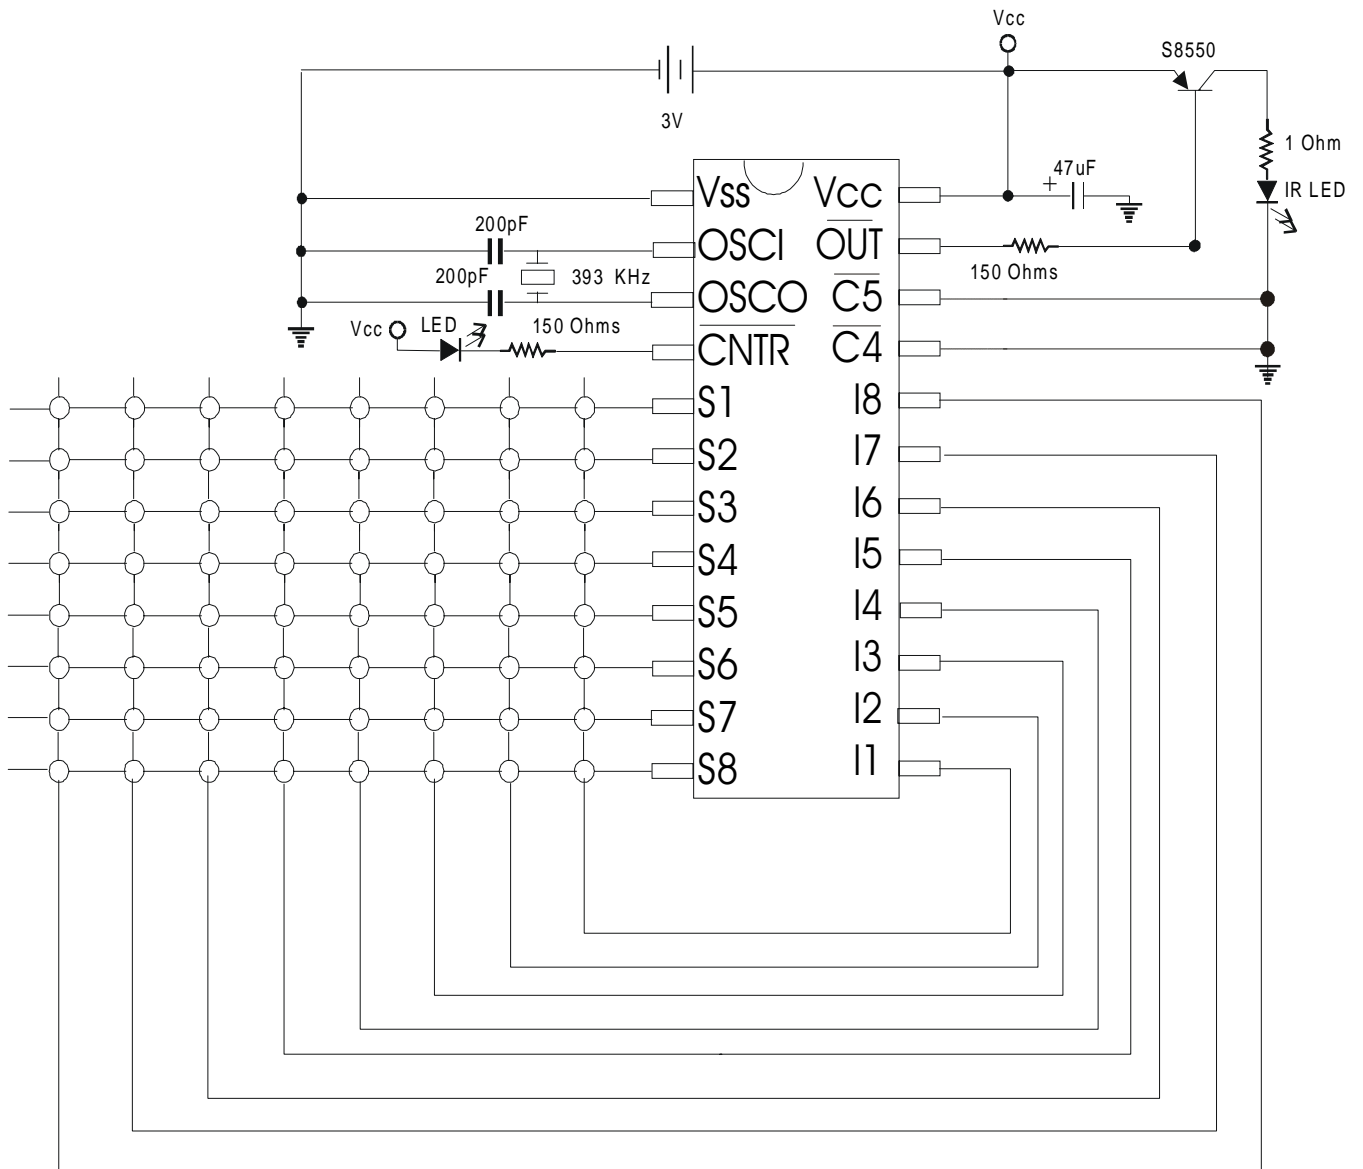 Vcc
S8550
3V
1 Ohm
47uF
+
IR LED
Vss
Vcc
200pF
OSCI
OUT
150 Ohms
200pF
393 KHz
OSCO
C5
Vcc
LED
150 Ohms
CNTR
C4
S1
I8
S2
I7
S3
I6
S4
I5
S5
I4
S6
I3
S7
I2
S8
I1